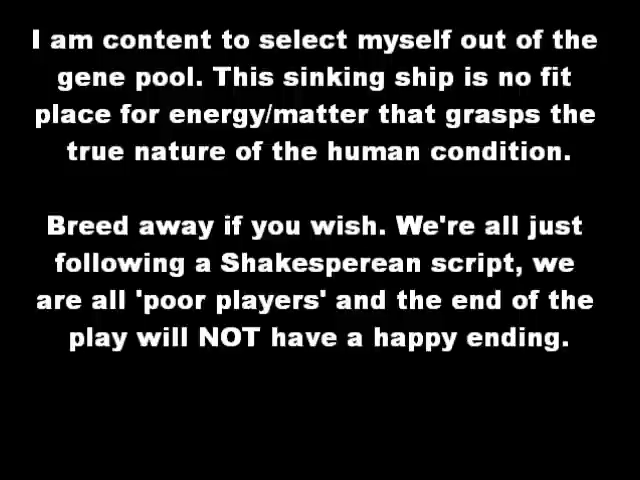 I am content to select myself out of the
gene pool. This sinking ship is no fit
place for energy/matter that grasps the
true nature of the human condition.
Breed away if you wish. We're all just
following a Shakesperean script, we
are all 'poor players' and the end of the
play will NOT have a happy ending.